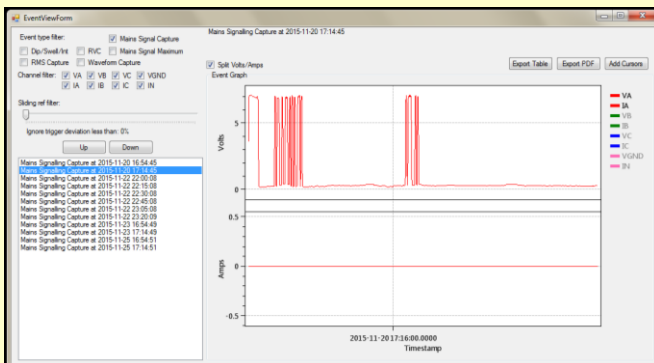 EventViewForm
Event type filter:
Mains Signal Capture
Dip/Swell/Int RVC Mains Signal Maximum
RMS Capture Waveform Capture
Channel filter: VA VB VC VGND
IA IB IC IN
Sliding ref filter:
Ignore trigger deviation less than: 0%
Up Down
Mains Signalling Capture at 2015-11-20 16:54:45
Mains Signalling Capture at 2015-11-20 17:14:45
Mains Signalling Capture at 2015-11-22 22:00:08
Mains Signalling Capture at 2015-11-22 22:15:08
Mains Signalling Capture at 2015-11-22 22:30:08
Mains Signalling Capture at 2015-11-22 22:45:08
Mains Signalling Capture at 2015-11-22 23:05:08
Mains Signalling Capture at 2015-11-22 23:20:09
Mains Signalling Capture at 2015-11-23 16:54:49
Mains Signalling Capture at 2015-11-23 17:14:49
Mains Signalling Capture at 2015-11-25 16:54:51
Mains Signalling Capture at 2015-11-25 17:14:51
Mains Signalling Capture at 2015-11-20 17:14:45
Split Volts/Amps
Export Table Export PDF Add Cursors
Event Graph
Volts
5
0
Amps
0.5
0
-0.5
2015-11-20 17:16:00.0000
Timestamp
VA
IA
VB
IB
VC
IC
VGND
IN